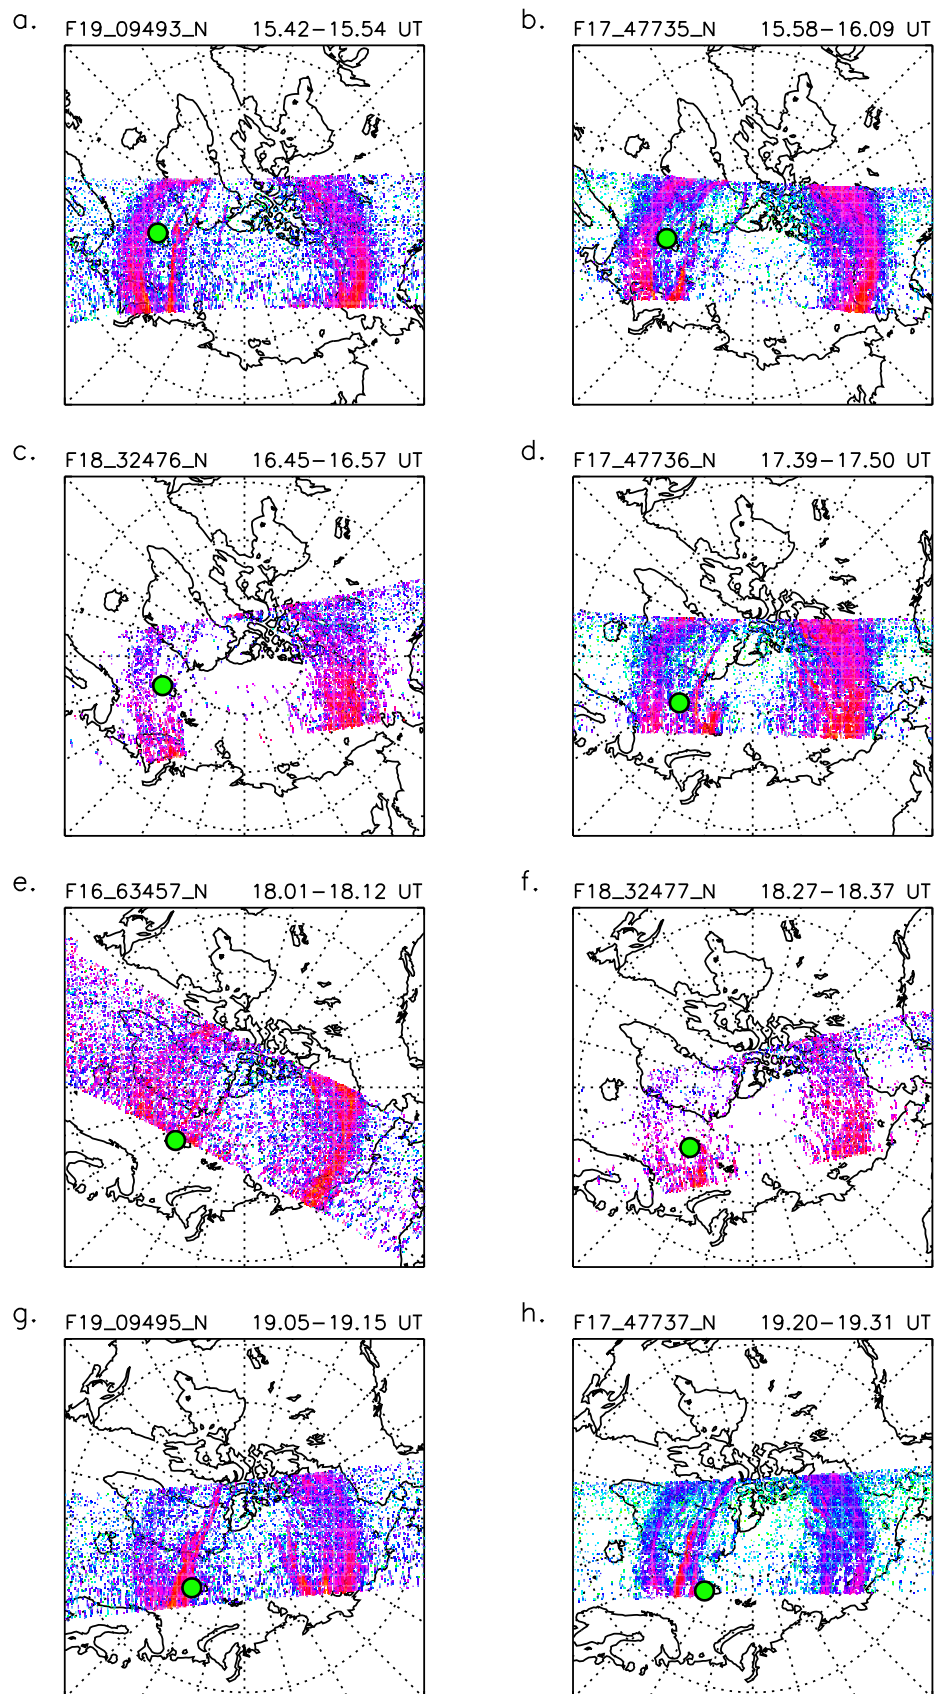 a. F19_09493_N 15.42−15.54 UT
b. F17_47735_N 15.58−16.09 UT
c. F18_32476_N 16.45−16.57 UT
d. F17_47736_N 17.39−17.50 UT
e. F16_63457_N 18.01−18.12 UT
f. F18_32477_N 18.27−18.37 UT
g. F19_09495_N 19.05−19.15 UT
h. F17_47737_N 19.20−19.31 UT